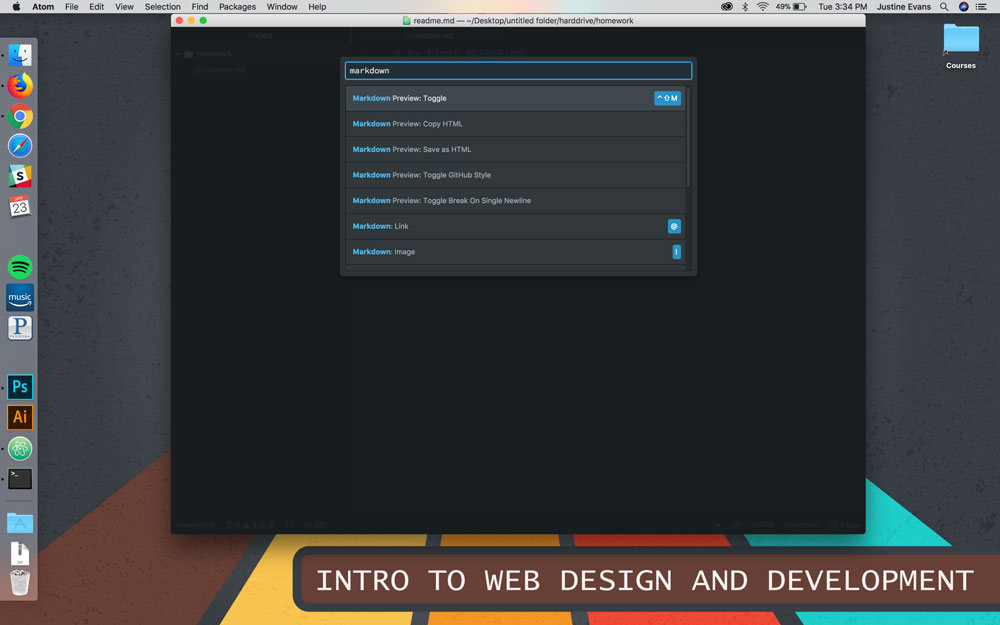 Atom File Edit View Selection Find Packages Window Help
49% Tue 3:34 PM Justine Evans
readme.md — ~/Desktop/untitled folder/harddrive/homework
Project
readme.md
homework
readme.md
# My First README.md
markdown
Markdown Preview: Toggle ^⇧M
Markdown Preview: Copy HTML
Markdown Preview: Save as HTML
Markdown Preview: Toggle GitHub Style
Markdown Preview: Toggle Break On Single Newline
Markdown: Link @
Markdown: Image !
Courses
S
23
music
P
Ps
Ai
>_
readme.md 0 0 0 1:1
LF UTF-8 Markdown 0 files
INTRO TO WEB DESIGN AND DEVELOPMENT